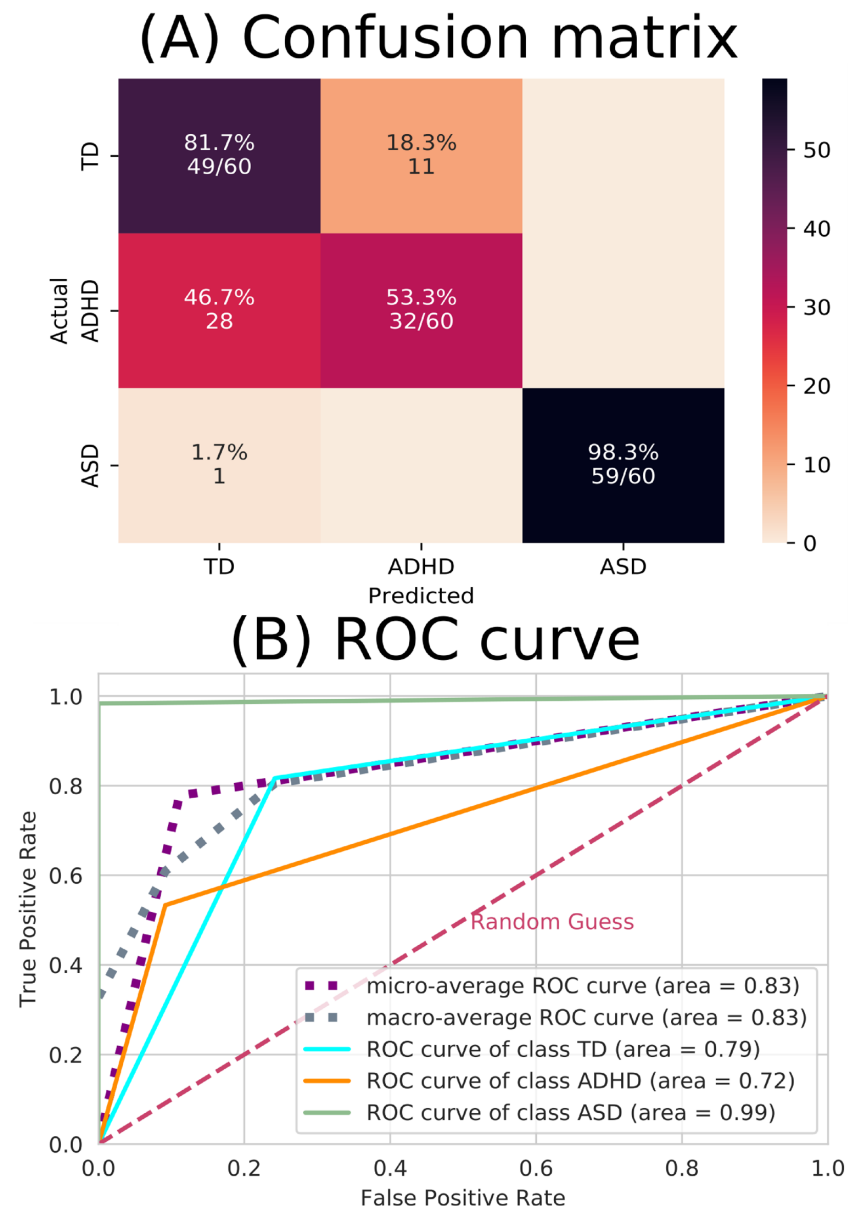 (A) Confusion matrix
TD
81.7%
49/60
18.3%
11
Actual
ADHD
46.7%
28
53.3%
32/60
ASD
1.7%
1
98.3%
59/60
TD
ADHD
ASD
Predicted
50
40
30
20
10
0
(B) ROC curve
True Positive Rate
1.0
0.8
0.6
0.4
0.2
0.0
Random Guess
micro-average ROC curve (area = 0.83)
macro-average ROC curve (area = 0.83)
ROC curve of class TD (area = 0.79)
ROC curve of class ADHD (area = 0.72)
ROC curve of class ASD (area = 0.99)
0.0
0.2
0.4
0.6
0.8
1.0
False Positive Rate